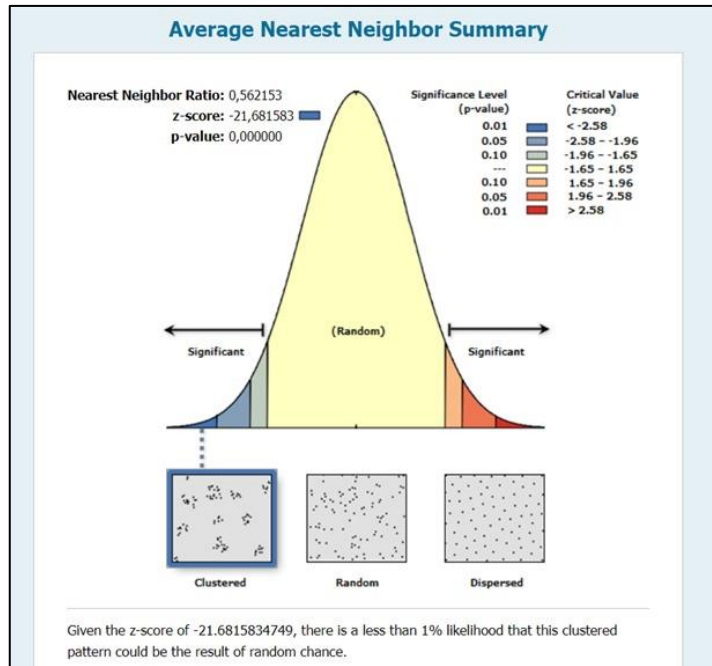 Average Nearest Neighbor Summary
Nearest Neighbor Ratio: 0,562153
z-score: -21,681583
p-value: 0,000000
Significance Level
(p-value)
Critical Value
(z-score)
0.01 < -2.58
0.05 -2.58 - -1.96
0.10 -1.96 - -1.65
--- -1.65 - 1.65
0.10 1.65 - 1.96
0.05 1.96 - 2.58
0.01 > 2.58
(Random)
Significant
Significant
Clustered
Random
Dispersed
Given the z-score of -21.6815834749, there is a less than 1% likelihood that this clustered
pattern could be the result of random chance.